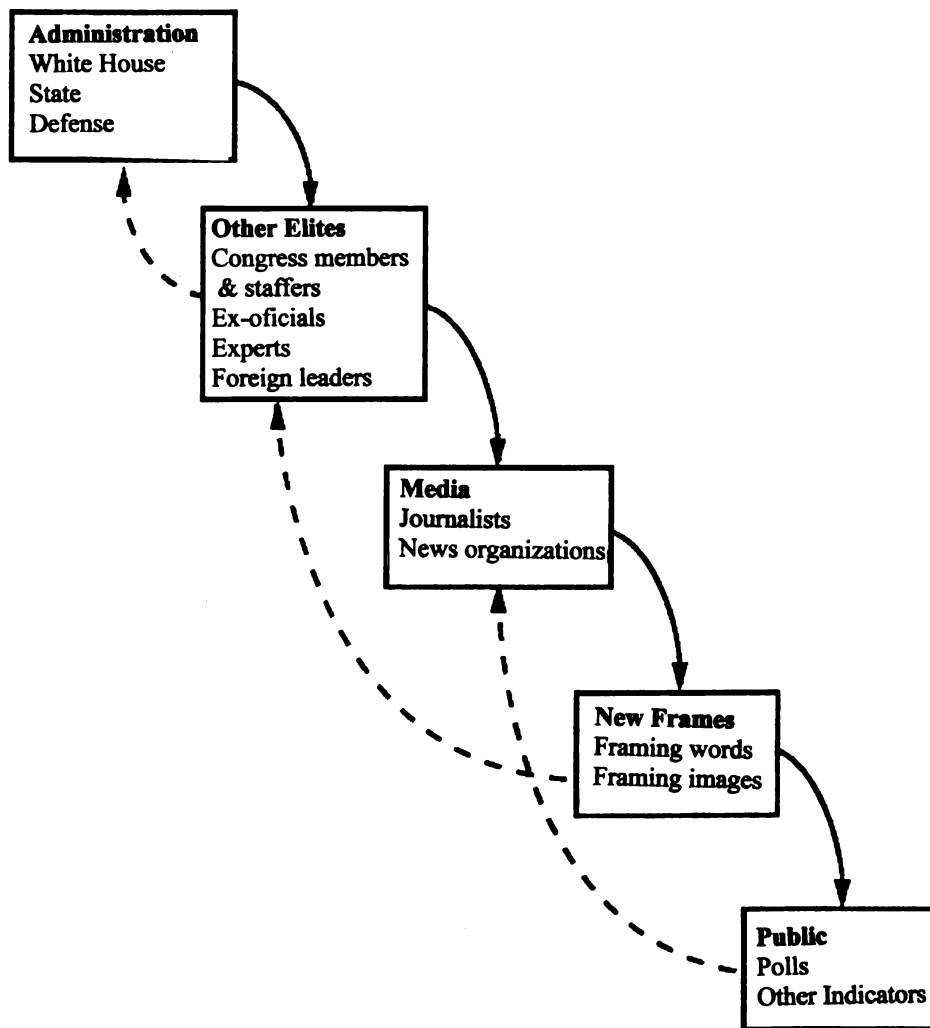 Administration
White House
State
Defense
Other Elites
Congress members
& staffers
Ex-oficials
Experts
Foreign leaders
Media
Journalists
News organizations
New Frames
Framing words
Framing images
Public
Polls
Other Indicators